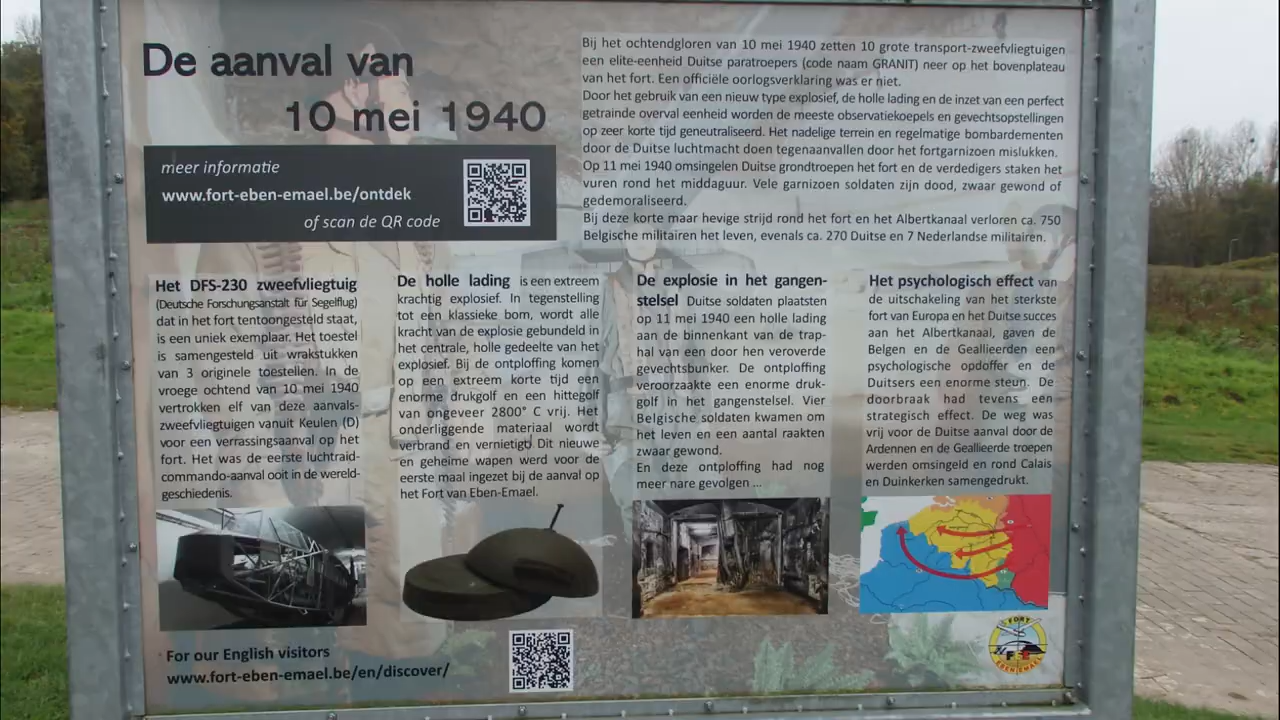 De aanval van
10 mei 1940
meer informatie
www.fort-eben-emael.be/ontdek
of scan de QR code
Bij het ochtendgloren van 10 mei 1940 zetten 10 grote transport-zweefvliegtuigen
een elite-eenheid Duitse paratroepers (code naam GRANIT) neer op het bovenplateau
van het fort. Een officiële oorlogsverklaring was er niet.
Door het gebruik van een nieuw type explosief, de holle lading en de inzet van een perfect
getrainde overval eenheid worden de meeste observatiekoepels en gevechtsopstellingen
op zeer korte tijd geneutraliseerd. Het nadelige terrein en regelmatige bombardementen
door de Duitse luchtmacht doen tegenaanvallen door het fortgarnizoen mislukken.
Op 11 mei 1940 omsingelen Duitse grondtroepen het fort en de verdedigers staken het
vuren rond het middaguur. Vele garnizoen soldaten zijn dood, zwaar gewond of
gedemoraliseerd.
Bij deze korte maar hevige strijd rond het fort en het Albertkanaal verloren ca. 750
Belgische militairen het leven, evenals ca. 270 Duitse en 7 Nederlandse militairen.
Het DFS-230 zweefvliegtuig
(Deutsche Forschungsanstalt für Segelflug)
dat in het fort tentoongesteld staat,
is een uniek exemplaar. Het toestel
is samengesteld uit wrakstukken
van 3 originele toestellen. In de
vroege ochtend van 10 mei 1940
vertrokken elf van deze aanvals-
zweefvliegtuigen vanuit Keulen (D)
voor een verrassingsaanval op het
fort. Het was de eerste luchtraid-
commando-aanval ooit in de wereld-
geschiedenis.
De holle lading is een extreem
krachtig explosief. In tegenstelling
tot een klassieke bom, wordt alle
kracht van de explosie gebundeld in
het centrale, holle gedeelte van het
explosief. Bij de ontploffing komen
op een extreem korte tijd een
enorme drukgolf en een hittegolf
van ongeveer 2800° C vrij. Het
onderliggende materiaal wordt
verbrand en vernietigd. Dit nieuwe
en geheime wapen werd voor de
eerste maal ingezet bij de aanval op
het Fort van Eben-Emael.
De explosie in het gangen-
stelsel Duitse soldaten plaatsten
op 11 mei 1940 een holle lading
aan de binnenkant van de trap-
hal van een door hen veroverde
gevechtsbunker. De ontploffing
veroorzaakte een enorme druk-
golf in het gangenstelsel. Vier
Belgische soldaten kwamen om
het leven en een aantal raakten
zwaar gewond.
En deze ontploffing had nog
meer nare gevolgen ...
Het psychologisch effect van
de uitschakeling van het sterkste
fort van Europa en het Duitse succes
aan het Albertkanaal, gaven de
Belgen en de Geallieerden een
psychologische opdoffer en de
Duitsers een enorme steun. De
doorbraak had tevens een
strategisch effect. De weg was
vrij voor de Duitse aanval door de
Ardennen en de Geallieerde troepen
werden omsingeld en rond Calais
en Duinkerken samengedrukt.
For our English visitors
www.fort-eben-emael.be/en/discover/
FORT
EBEN-EMAEL